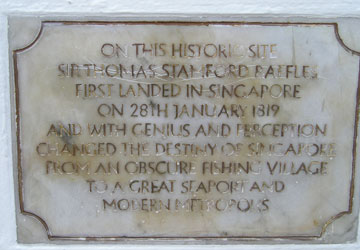 ON THIS HISTORIC SITE
SIR THOMAS STAMFORD RAFFLES
FIRST LANDED IN SINGAPORE
ON 28TH JANUARY 1819
AND WITH GENIUS AND PERCEPTION
CHANGED THE DESTINY OF SINGAPORE
FROM AN OBSCURE FISHING VILLAGE
TO A GREAT SEAPORT AND
MODERN METROPOLIS